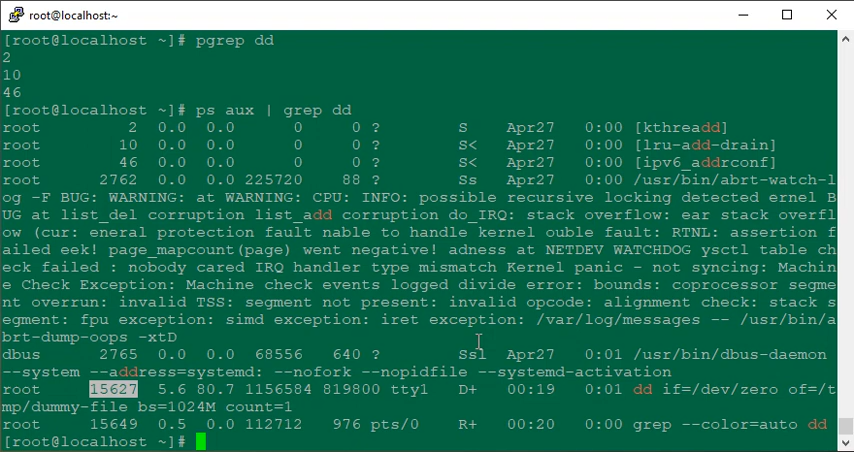 root@localhost:~
[root@localhost ~]# pgrep dd
2
10
46
[root@localhost ~]# ps aux | grep dd
root         2  0.0  0.0      0     0 ?        S    Apr27   0:00 [kthreadd]
root        10  0.0  0.0      0     0 ?        S<   Apr27   0:00 [lru-add-drain]
root        46  0.0  0.0      0     0 ?        S<   Apr27   0:00 [ipv6_addrconf]
root      2762  0.0  0.0 225720    88 ?        Ss   Apr27   0:00 /usr/bin/abrt-watch-l
og -F BUG: WARNING: at WARNING: CPU: INFO: possible recursive locking detected ernel B
UG at list_del corruption list_add corruption do_IRQ: stack overflow: ear stack overfl
ow (cur: eneral protection fault nable to handle kernel ouble fault: RTNL: assertion f
ailed eek! page_mapcount(page) went negative! adness at NETDEV WATCHDOG ysctl table ch
eck failed : nobody cared IRQ handler type mismatch Kernel panic - not syncing: Machin
e Check Exception: Machine check events logged divide error: bounds: coprocessor segme
nt overrun: invalid TSS: segment not present: invalid opcode: alignment check: stack s
egment: fpu exception: simd exception: iret exception: /var/log/messages -- /usr/bin/a
brt-dump-oops -xtD
dbus      2765  0.0  0.0  68556   640 ?        Ssl  Apr27   0:01 /usr/bin/dbus-daemon
--system --address=systemd: --nofork --nopidfile --systemd-activation
root     15627  5.6 80.7 1156584 819800 tty1   D+   00:19   0:01 dd if=/dev/zero of=/t
mp/dummy-file bs=1024M count=1
root     15649  0.5  0.0 112712   976 pts/0    R+   00:20   0:00 grep --color=auto dd
[root@localhost ~]#